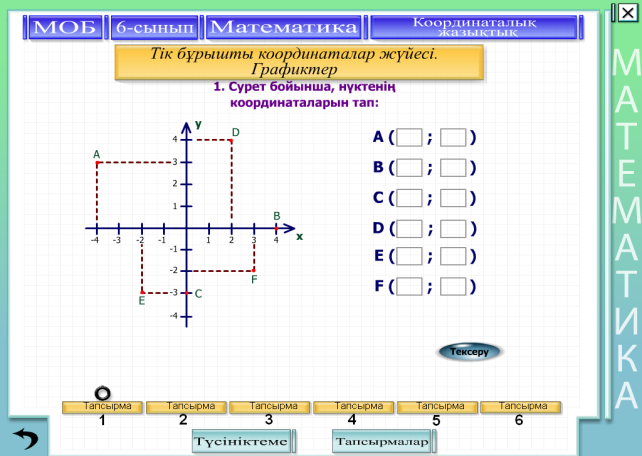 МОБ
6-сынып
Математика
Координаталық
жазықтық
Тік бұрышты координаталар жүйесі.
Графиктер
1. Сурет бойынша, нүктенің
координаталарын тап:
y
4
D
A
3
2
1
B
-4 -3 -2 -1 1 2 3 4
x
-1
-2
F
E
-3
C
-4
A ( ; )
B ( ; )
C ( ; )
D ( ; )
E ( ; )
F ( ; )
Тексеру
Тапсырма Тапсырма Тапсырма Тапсырма Тапсырма Тапсырма
1 2 3 4 5 6
Түсініктеме
Тапсырмалар
МАТЕМАТИКА